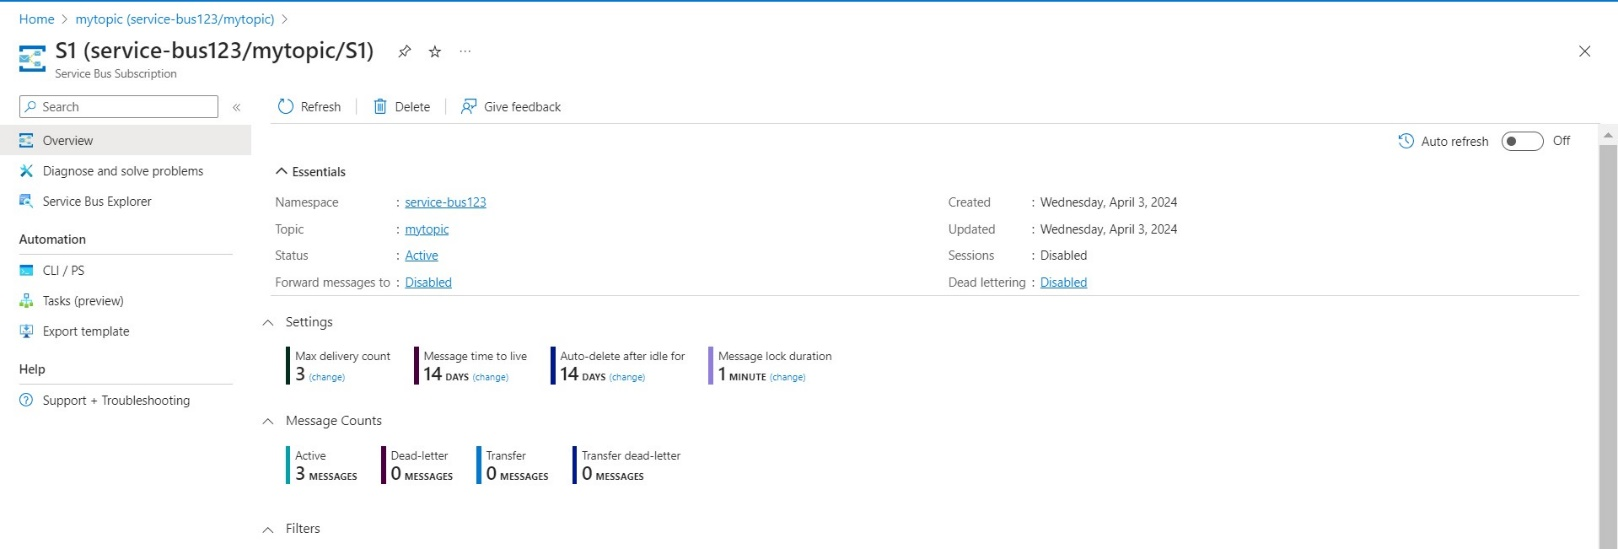 Home > mytopic (service-bus123/mytopic) >
S1 (service-bus123/mytopic/S1)
Service Bus Subscription
Search
Refresh
Delete
Give feedback
Overview
Auto refresh
Off
Diagnose and solve problems
Service Bus Explorer
Automation
CLI / PS
Tasks (preview)
Export template
Help
Support + Troubleshooting
Essentials
Namespace : service-bus123
Created : Wednesday, April 3, 2024
Topic : mytopic
Updated : Wednesday, April 3, 2024
Status : Active
Sessions : Disabled
Forward messages to : Disabled
Dead lettering : Disabled
Settings
Max delivery count
3 (change)
Message time to live
14 DAYS (change)
Auto-delete after idle for
14 DAYS (change)
Message lock duration
1 MINUTE (change)
Message Counts
Active
3 MESSAGES
Dead-letter
0 MESSAGES
Transfer
0 MESSAGES
Transfer dead-letter
0 MESSAGES
Filters